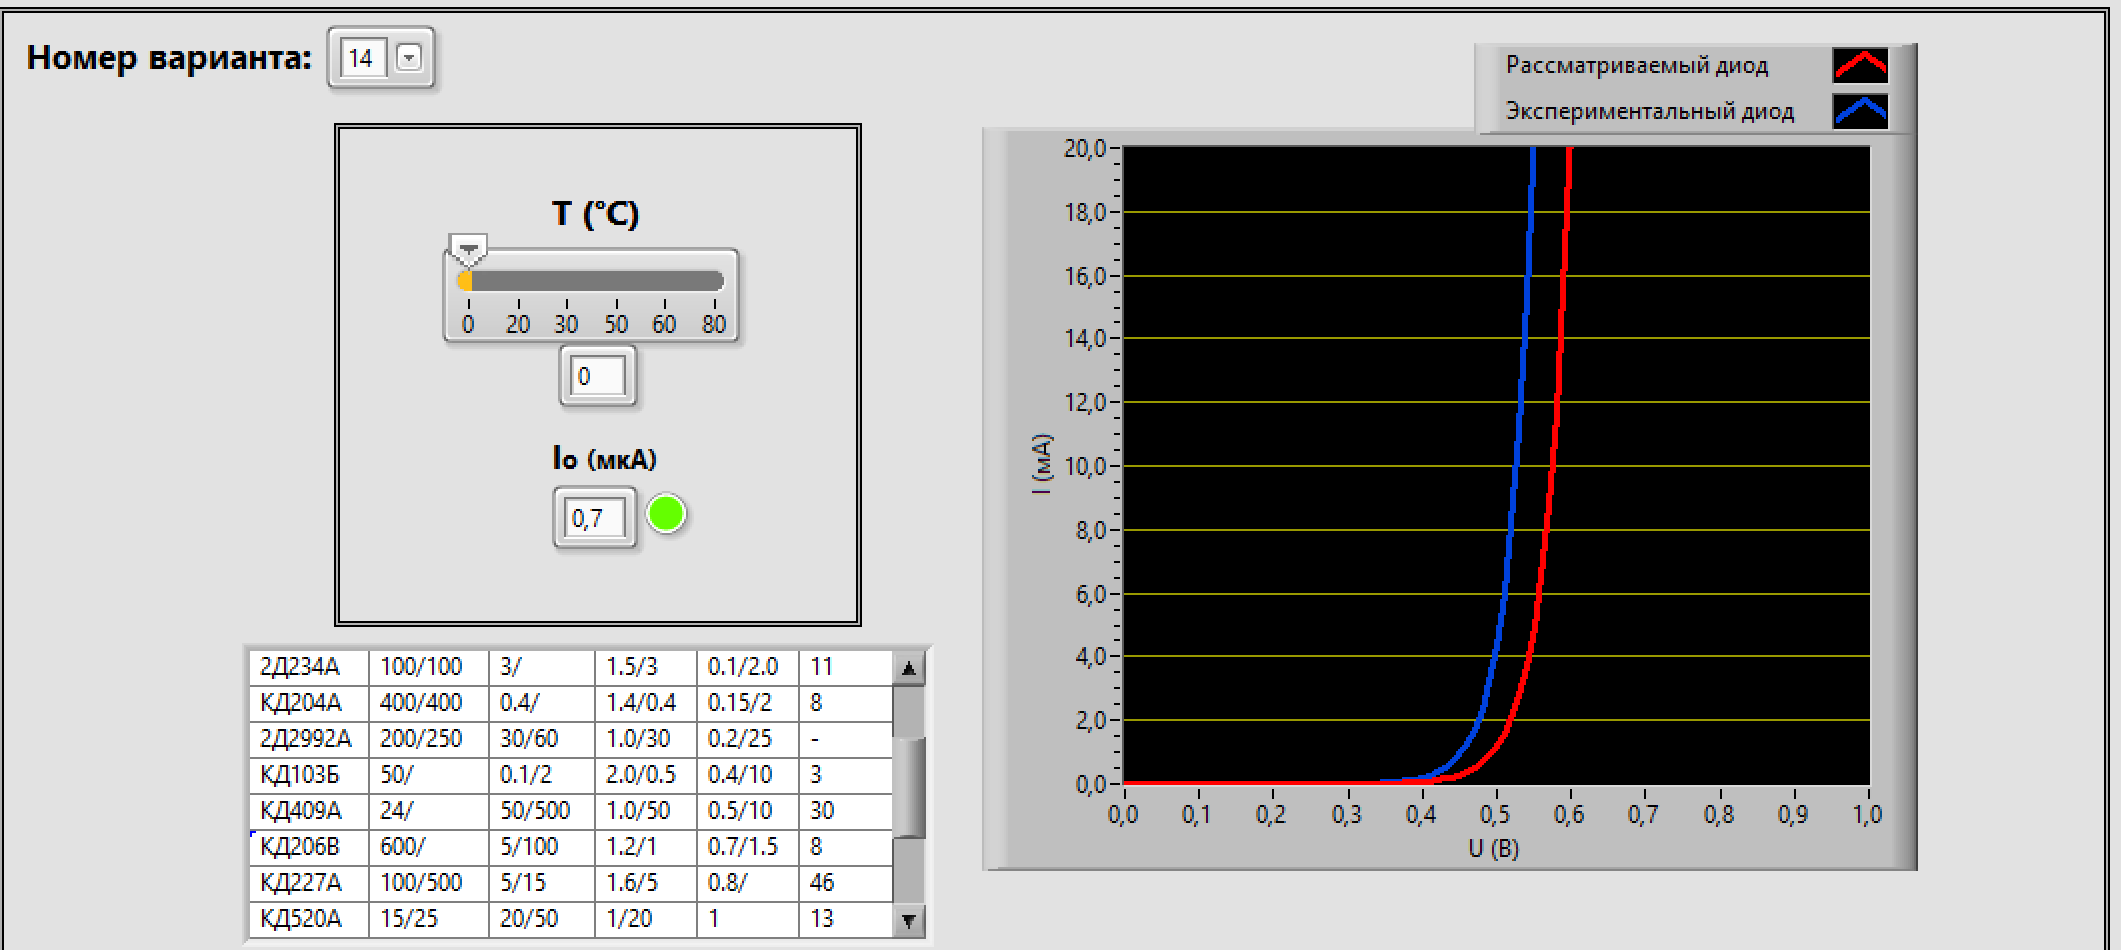 Номер варианта: 14
Рассматриваемый диод
Экспериментальный диод
T (°C)
0 20 30 50 60 80
0
Io (мкА)
0,7
2Д234А 100/100 3/ 1.5/3 0.1/2.0 11
КД204А 400/400 0.4/ 1.4/0.4 0.15/2 8
2Д2992А 200/250 30/60 1.0/30 0.2/25 -
КД103Б 50/ 0.1/2 2.0/0.5 0.4/10 3
КД409А 24/ 50/500 1.0/50 0.5/10 30
КД206В 600/ 5/100 1.2/1 0.7/1.5 8
КД227А 100/500 5/15 1.6/5 0.8/ 46
КД520А 15/25 20/50 1/20 1 13
20,0
18,0
16,0
14,0
12,0
10,0
8,0
6,0
4,0
2,0
0,0
I (мА)
0,0 0,1 0,2 0,3 0,4 0,5 0,6 0,7 0,8 0,9 1,0
U (В)